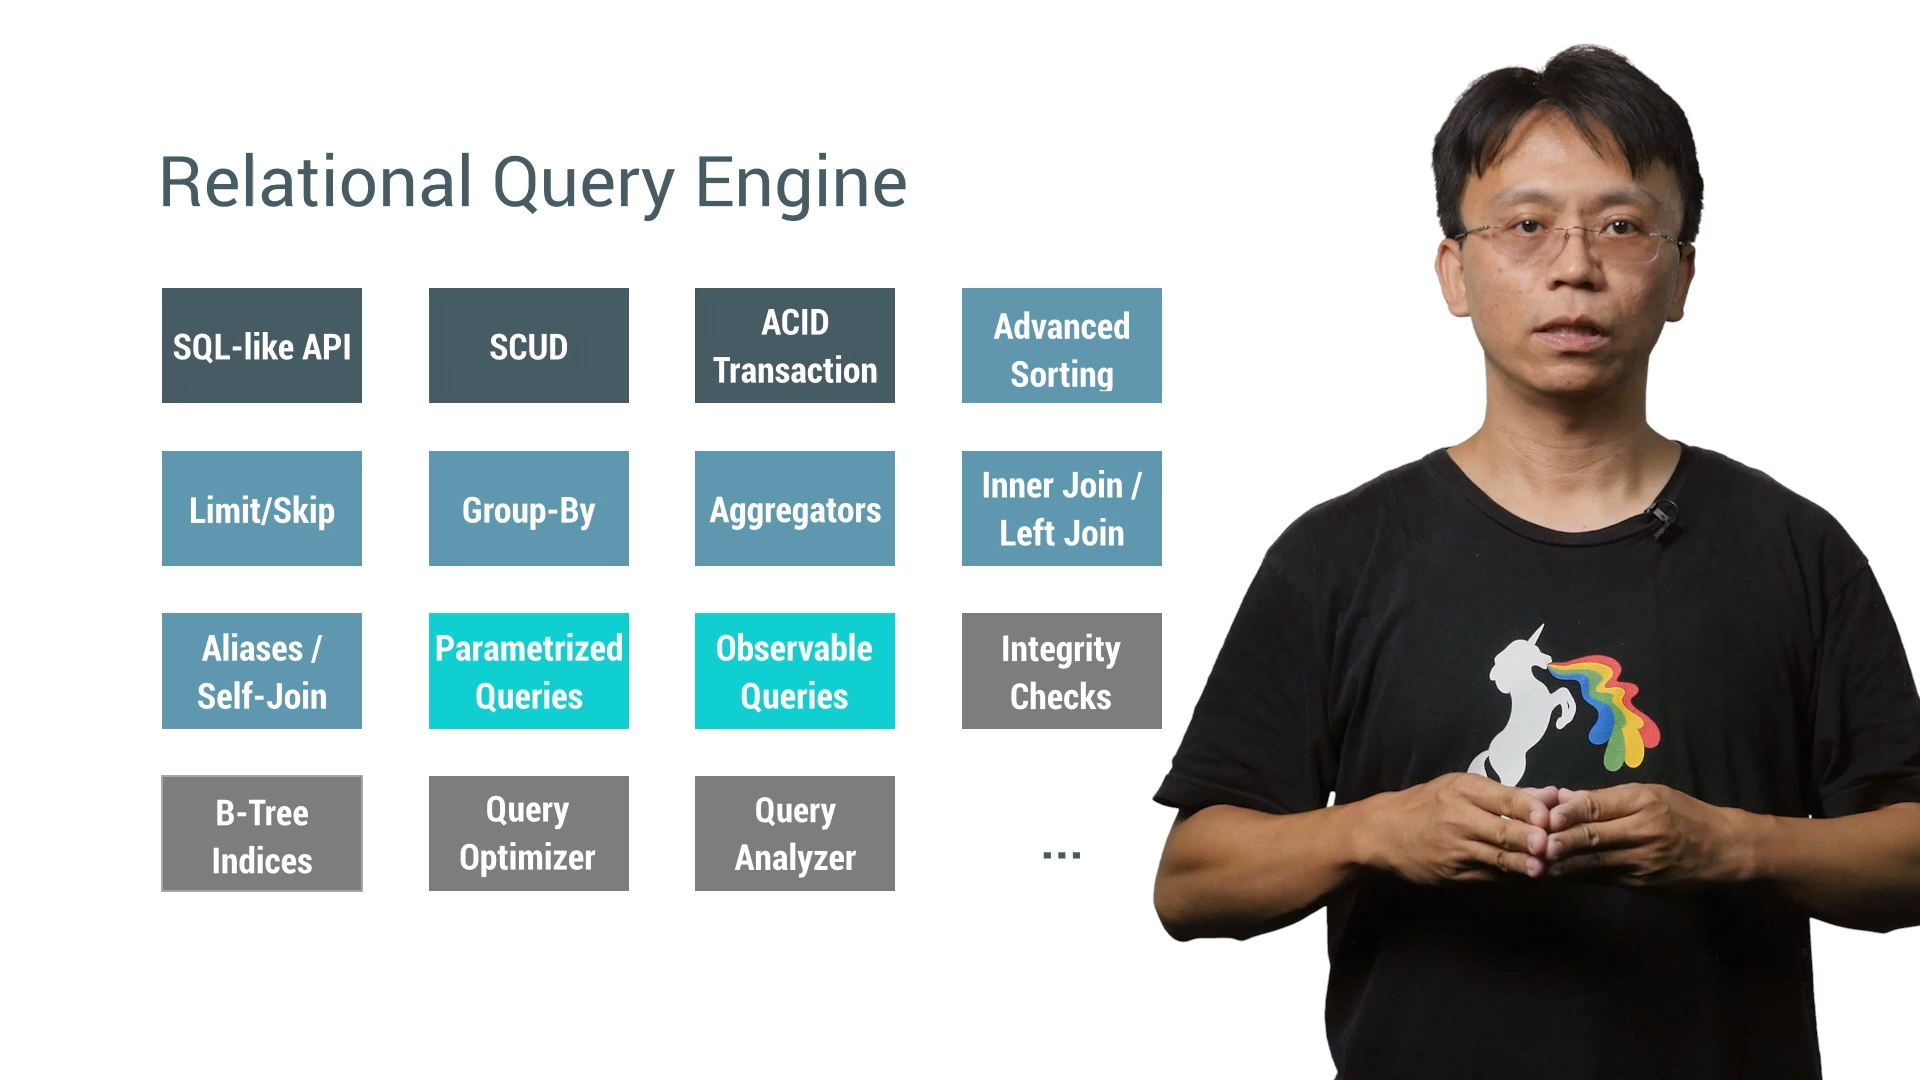 Relational Query Engine
SQL-like API
SCUD
ACID
Transaction
Advanced
Sorting
Limit/Skip
Group-By
Aggregators
Inner Join /
Left Join
Aliases /
Self-Join
Parametrized
Queries
Observable
Queries
Integrity
Checks
B-Tree
Indices
Query
Optimizer
Query
Analyzer
...